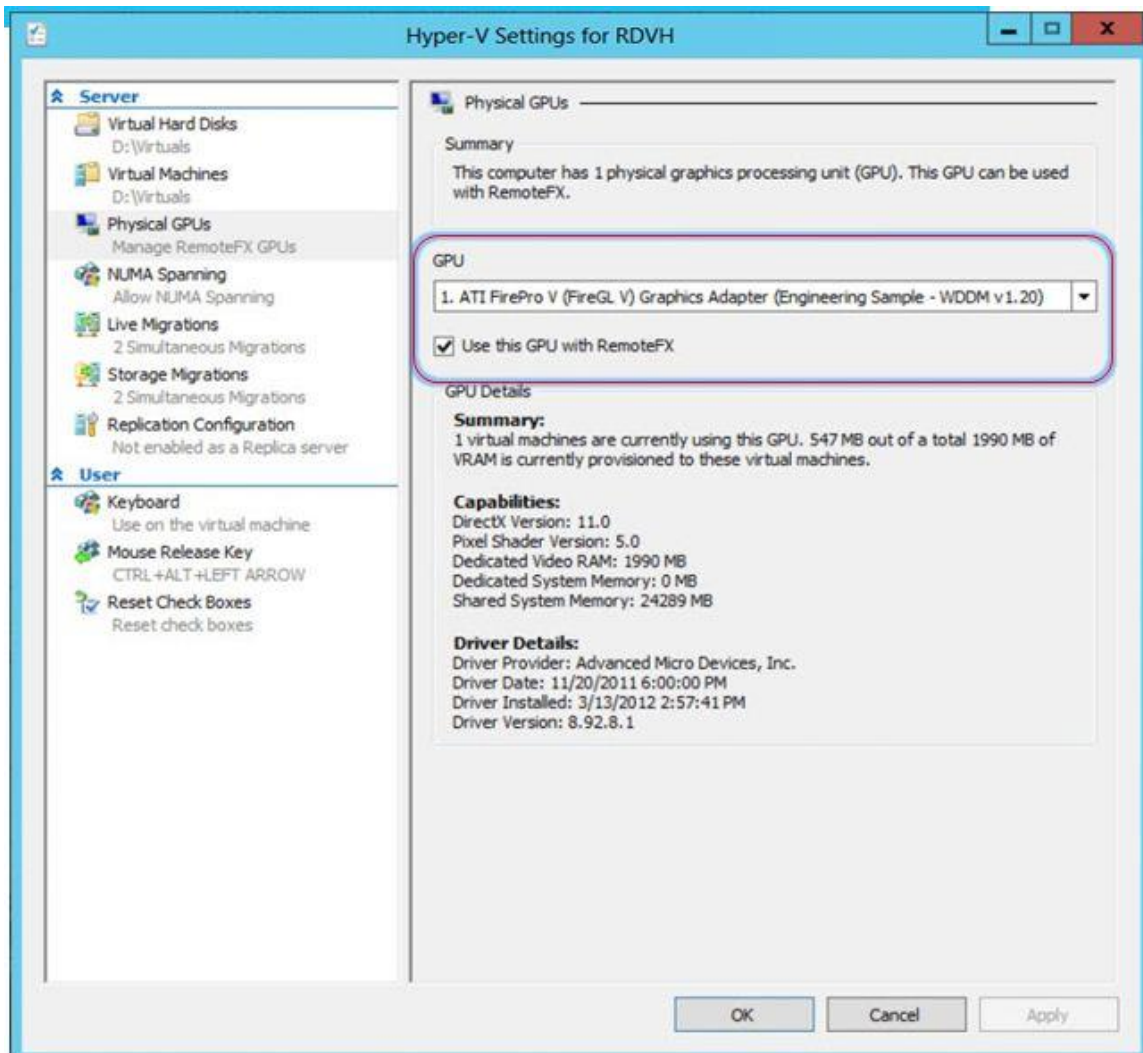 Hyper-V Settings for RDVH
Server
Virtual Hard Disks
D:\Virtuals
Virtual Machines
D:\Virtuals
Physical GPUs
Manage RemoteFX GPUs
NUMA Spanning
Allow NUMA Spanning
Live Migrations
2 Simultaneous Migrations
Storage Migrations
2 Simultaneous Migrations
Replication Configuration
Not enabled as a Replica server
User
Keyboard
Use on the virtual machine
Mouse Release Key
CTRL+ALT+LEFT ARROW
Reset Check Boxes
Reset check boxes
Physical GPUs
Summary
This computer has 1 physical graphics processing unit (GPU). This GPU can be used
with RemoteFX.
GPU
1. ATI FirePro V (FireGL V) Graphics Adapter (Engineering Sample - WDDM v1.20)
Use this GPU with RemoteFX
GPU Details
Summary:
1 virtual machines are currently using this GPU. 547 MB out of a total 1990 MB of
VRAM is currently provisioned to these virtual machines.
Capabilities:
DirectX Version: 11.0
Pixel Shader Version: 5.0
Dedicated Video RAM: 1990 MB
Dedicated System Memory: 0 MB
Shared System Memory: 24289 MB
Driver Details:
Driver Provider: Advanced Micro Devices, Inc.
Driver Date: 11/20/2011 6:00:00 PM
Driver Installed: 3/13/2012 2:57:41 PM
Driver Version: 8.92.8.1
OK
Cancel
Apply